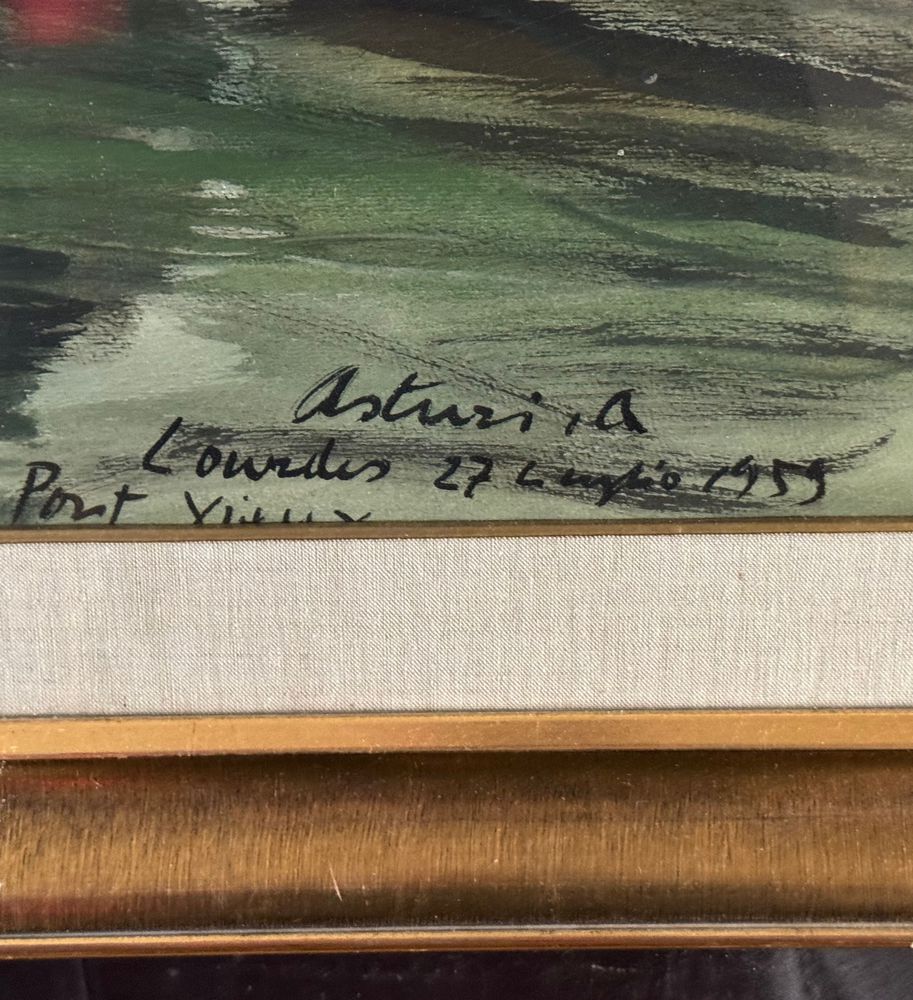 Asturi, A
Lourdes 27 Luglio 1959
Pont Vieux